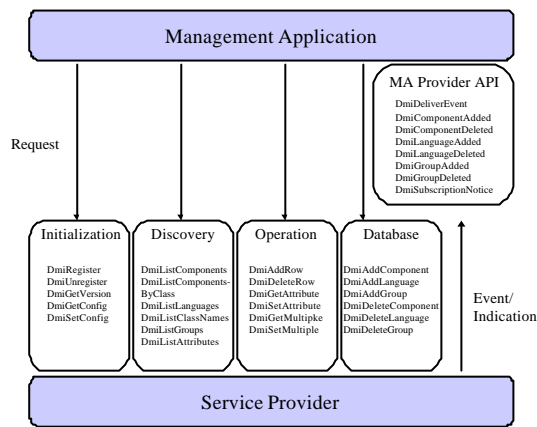 Management Application
MA Provider API
DmiDeliverEvent
DmiComponentAdded
DmiComponentDeleted
DmiLanguageAdded
DmiLanguageDeleted
DmiGroupAdded
DmiGroupDeleted
DmiSubscriptionNotice
Request
Initialization
DmiRegister
DmiUnregister
DmiGetVersion
DmiGetConfig
DmiSetConfig
Discovery
DmiListComponents
DmiListComponents-
ByClass
DmiListLanguages
DmiListClassNames
DmiListGroups
DmiListAttributes
Operation
DmiAddRow
DmiDeleteRow
DmiGetAttribute
DmiSetAttribute
DmiGetMultipke
DmiSetMultiple
Database
DmiAddComponent
DmiAddLanguage
DmiAddGroup
DmiDeleteComponent
DmiDeleteLanguage
DmiDeleteGroup
Event/
Indication
Service Provider